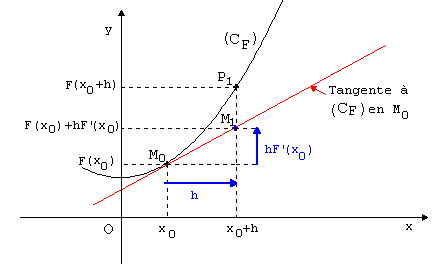 y
(C_F)
F(x_0+h)
P_1
Tangente à
(C_F) en M_0
F(x_0)+hF'(x_0)
M_1
F(x_0)
M_0
hF'(x_0)
h
O
x_0
x_0+h
x